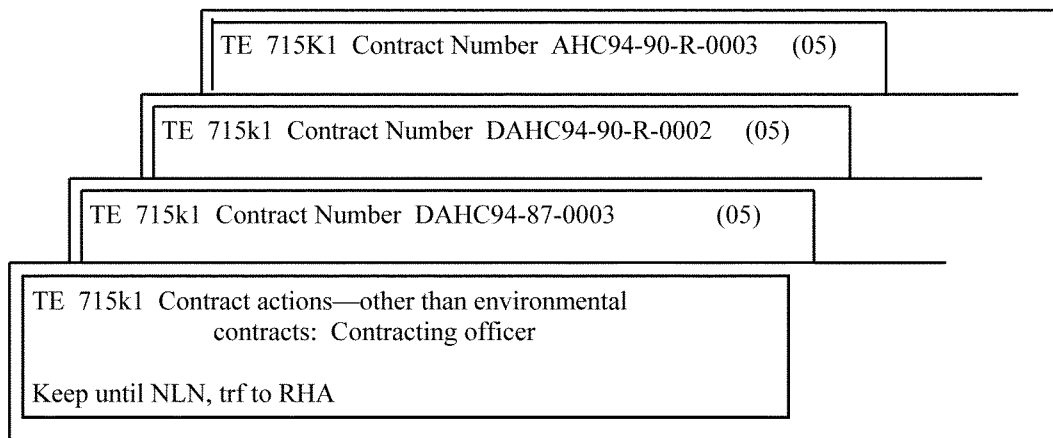 TE 715K1 Contract Number AHC94-90-R-0003 (05)
TE 715k1 Contract Number DAHC94-90-R-0002 (05)
TE 715k1 Contract Number DAHC94-87-0003 (05)
TE 715k1 Contract actions—other than environmental
contracts: Contracting officer
Keep until NLN, trf to RHA